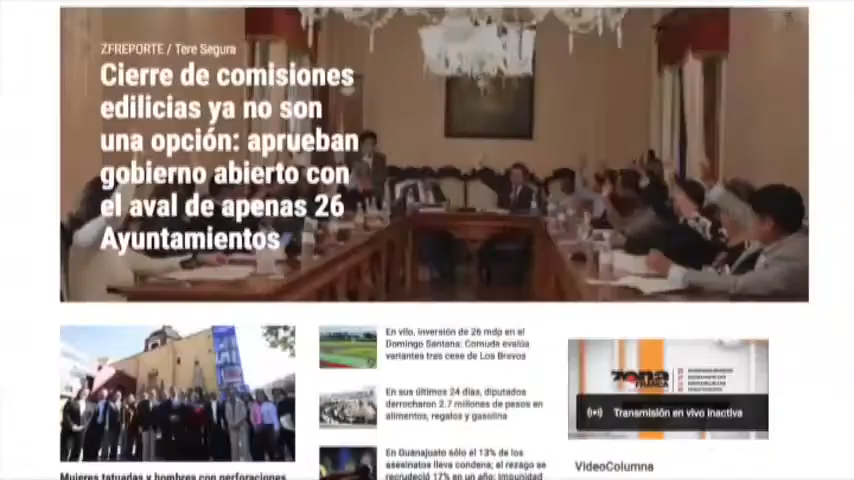 ZFREPORTE / Tere Segura
Cierre de comisiones
edilicias ya no son
una opción: aprueban
gobierno abierto con
el aval de apenas 26
Ayuntamientos
En vilo, inversión de 26 mdp en el
Domingo Santana: Comude evalúa
variantes tras cese de Los Bravos
En sus últimos 24 días, diputados
derrocharon 2.7 millones de pesos en
alimentos, regalos y gasolina
En Guanajuato sólo el 13% de los
asesinatos lleva condena; el rezago se
recrudeció 17% en un año: impunidad
Mujeres tatuadas y hombres con perforaciones
zona
FRANCA
Transmisión en vivo inactiva
VideoColumna